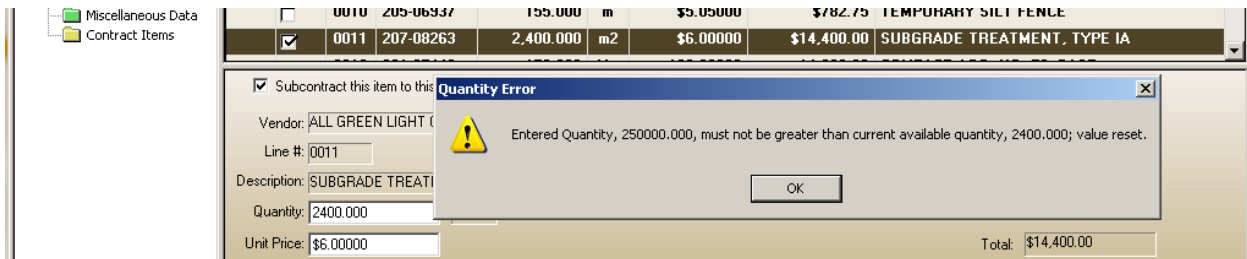 Miscellaneous Data
Contract Items
0010 205-06937 155.000 m $5.05000 $782.75 TEMPORARY SILT FENCE
0011 207-08263 2,400.000 m2 $6.00000 $14,400.00 SUBGRADE TREATMENT, TYPE IA
Subcontract this item to this
Quantity Error
Vendor: ALL GREEN LIGHT
Entered Quantity, 250000.000, must not be greater than current available quantity, 2400.000; value reset.
Line #: 0011
Description: SUBGRADE TREATI
OK
Quantity: 2400.000
Unit Price: $6.00000
Total: $14,400.00